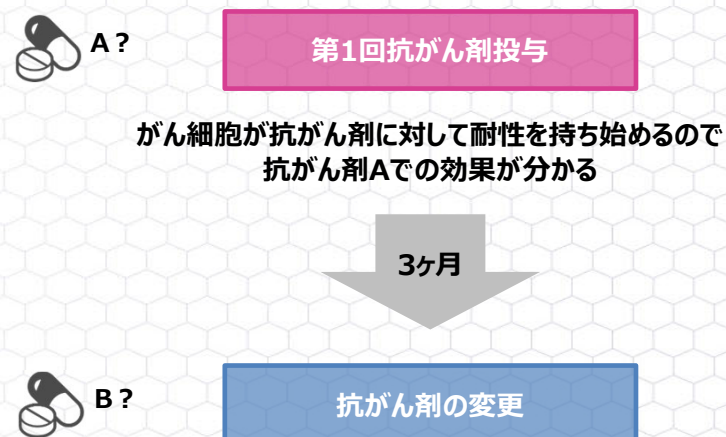 A?
第1回抗がん剤投与
がん細胞が抗がん剤に対して耐性を持ち始めるので
抗がん剤Aでの効果が分かる
3ヶ月
B?
抗がん剤の変更